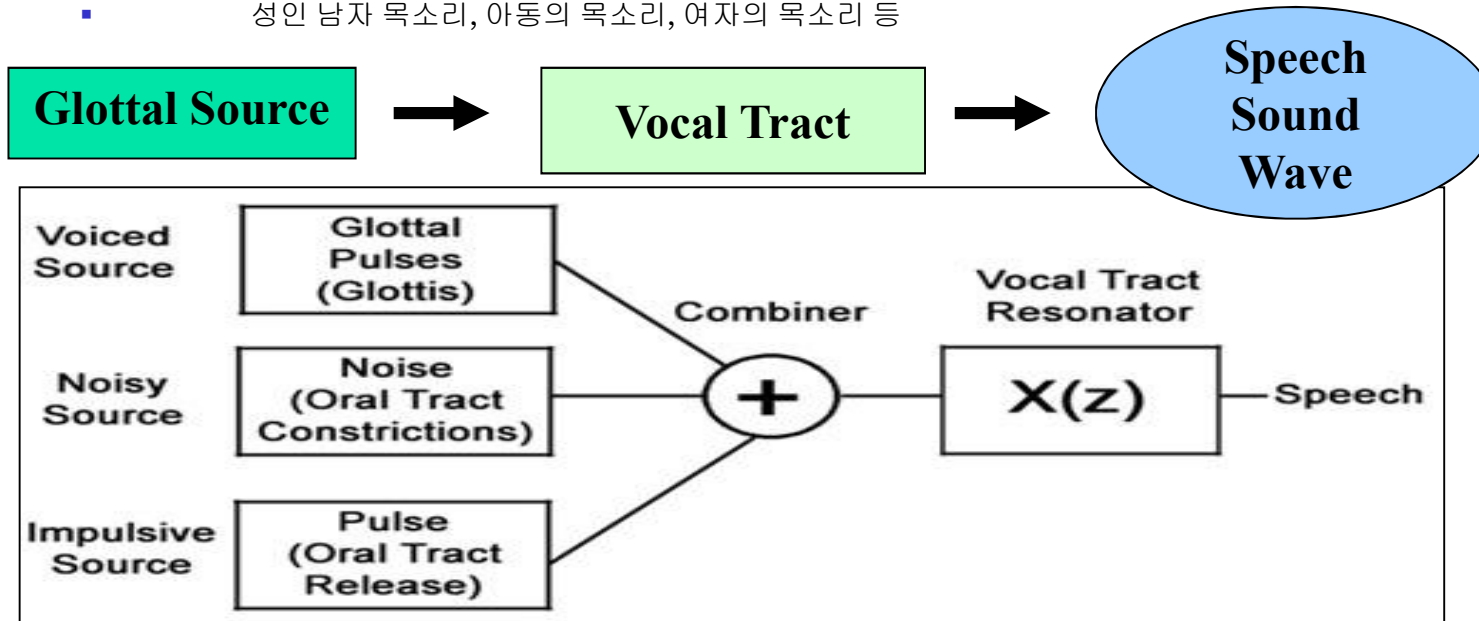 ▪ 성인 남자 목소리, 아동의 목소리, 여자의 목소리 등
Glottal Source
Vocal Tract
Speech
Sound
Wave
Voiced
Source
Glottal
Pulses
(Glottis)
Combiner
Vocal Tract
Resonator
Noisy
Source
Noise
(Oral Tract
Constrictions)
+
X(z)
Speech
Impulsive
Source
Pulse
(Oral Tract
Release)